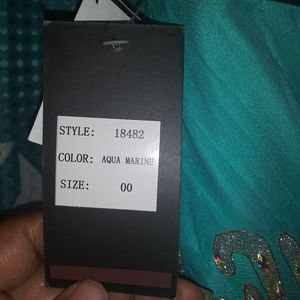 STYLE: 18482
COLOR: AQUA MARINE
SIZE: 00